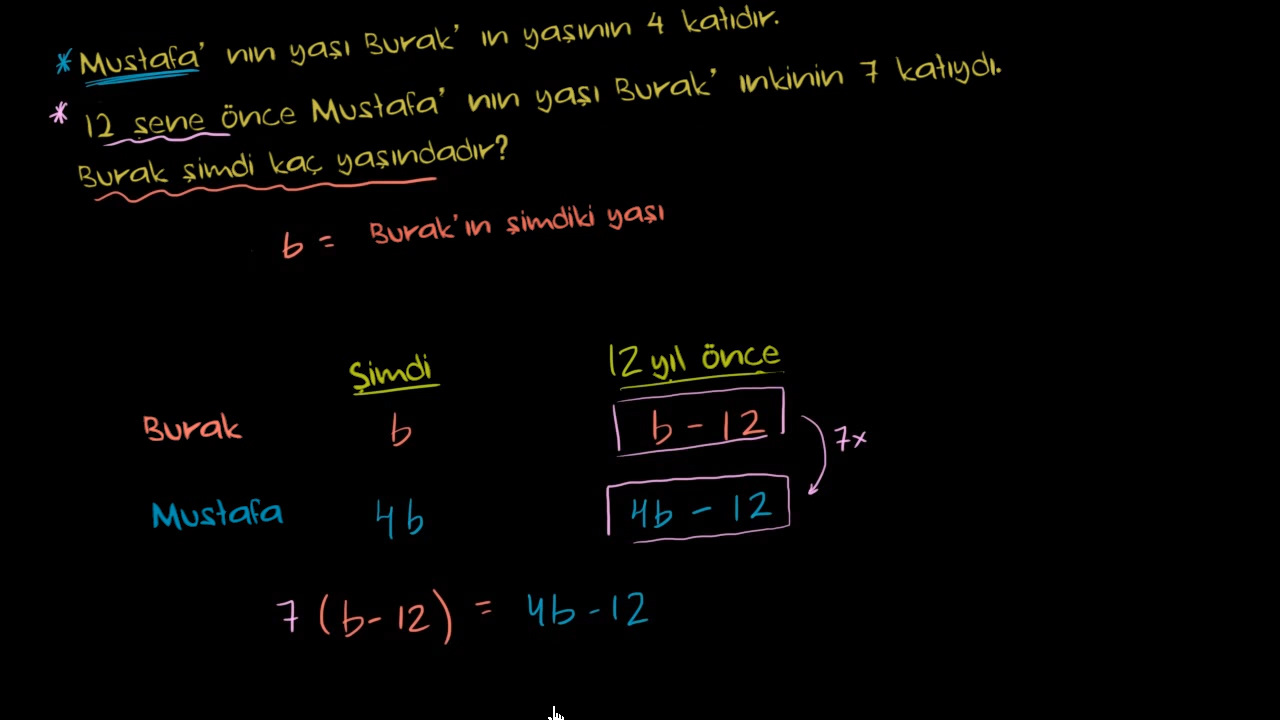 * Mustafa' nın yaşı Burak' ın yaşının 4 katıdır.
* 12 sene önce Mustafa' nın yaşı Burak' ınkinin 7 katıydı.
Burak şimdi kaç yaşındadır?
b = Burak'ın şimdiki yaşı
Şimdi 12 yıl önce
Burak b b - 12
7x
Mustafa 4b 4b - 12
7 (b - 12) = 4b - 12